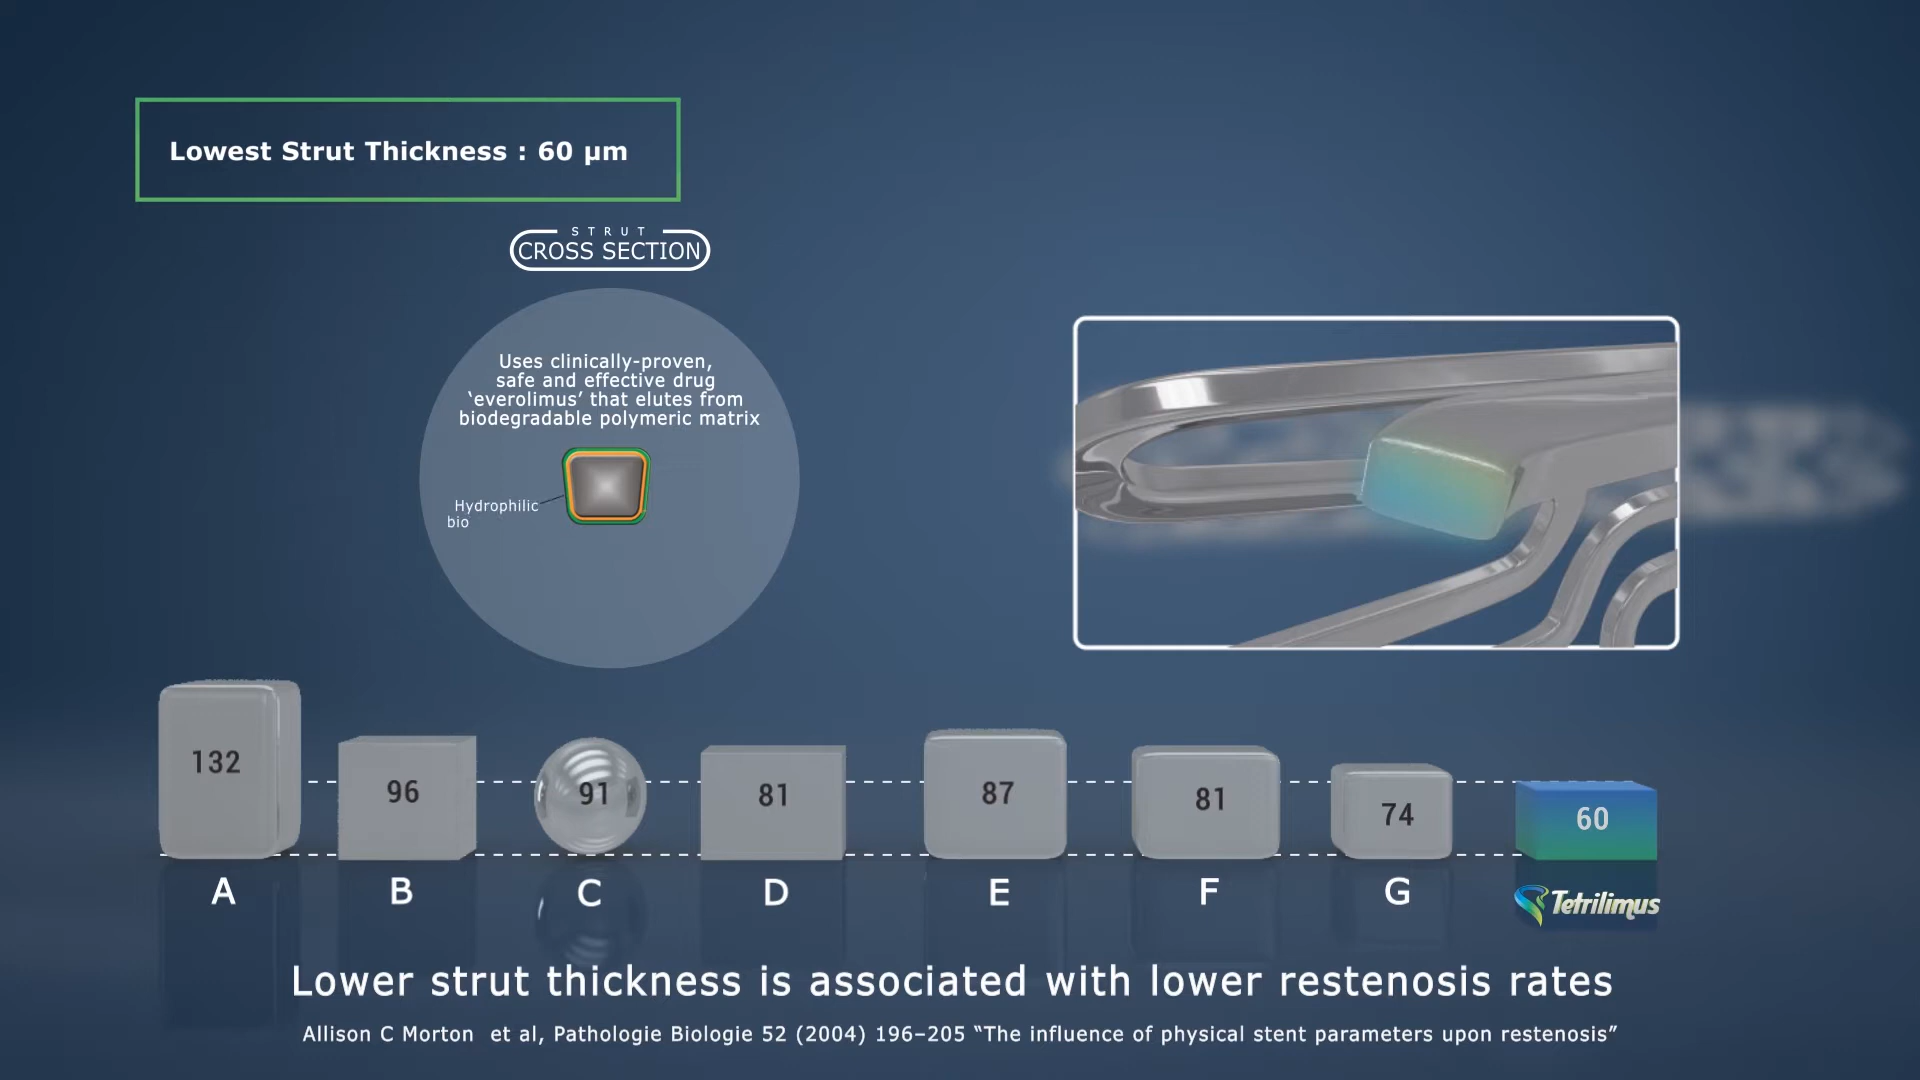 Lowest Strut Thickness : 60 µm
STRUT
CROSS SECTION
Uses clinically-proven,
safe and effective drug
‘everolimus’ that elutes from
biodegradable polymeric matrix
Hydrophilic
bio
132
96
91
81
87
81
74
60
A
B
C
D
E
F
G
Tetrilimus
Lower strut thickness is associated with lower restenosis rates
Allison C Morton et al, Pathologie Biologie 52 (2004) 196–205 “The influence of physical stent parameters upon restenosis”